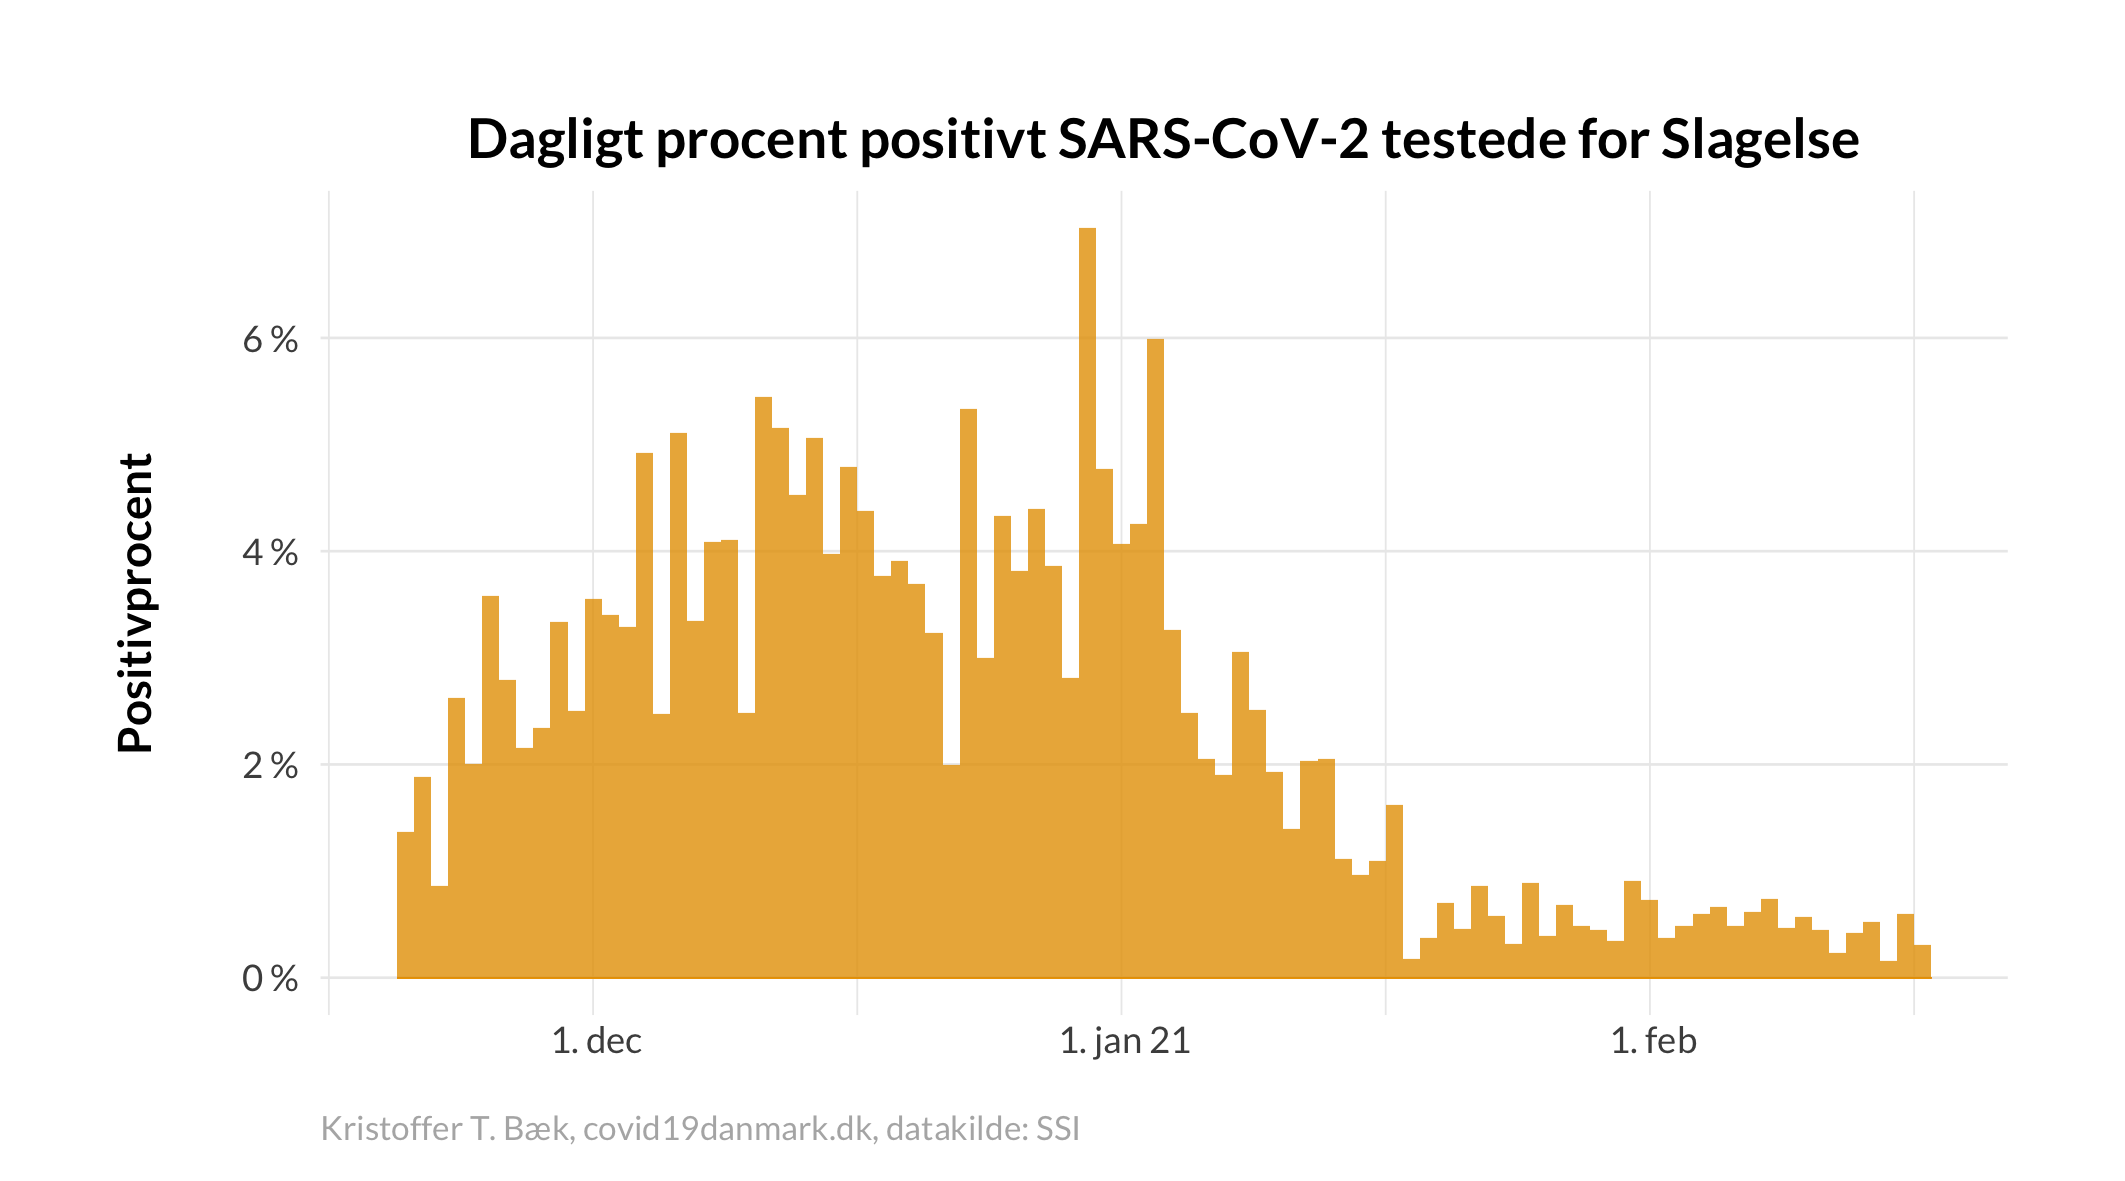 Dagligt procent positivt SARS-CoV-2 testede for Slagelse
Positivprocent
6 %
4 %
2 %
0 %
1. dec
1. jan 21
1. feb
Kristoffer T. Bæk, covid19danmark.dk, datakilde: SSI